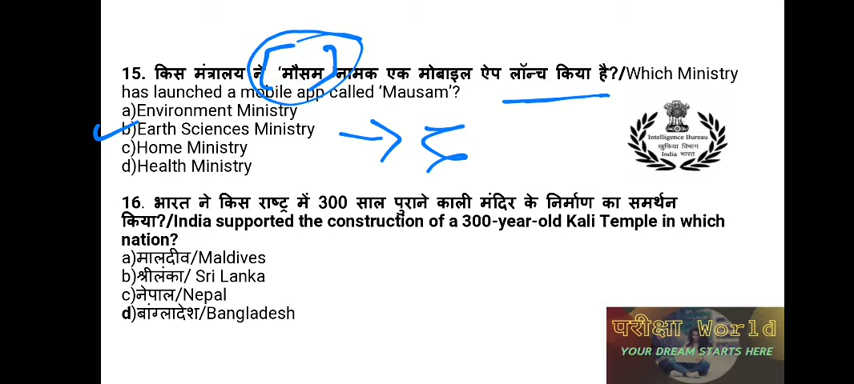 15. किस मंत्रालय ने 'मौसम' नामक एक मोबाइल ऐप लॉन्च किया है?/Which Ministry
has launched a mobile app called ‘Mausam’?
a)Environment Ministry
b)Earth Sciences Ministry
c)Home Ministry
d)Health Ministry
Intelligence Bureau
खुफिया विभाग
India भारत
16. भारत ने किस राष्ट्र में 300 साल पुराने काली मंदिर के निर्माण का समर्थन
किया?/India supported the construction of a 300-year-old Kali Temple in which
nation?
a)मालदीव/Maldives
b)श्रीलंका/ Sri Lanka
c)नेपाल/Nepal
d)बांग्लादेश/Bangladesh
परीक्षा World
YOUR DREAM STARTS HERE